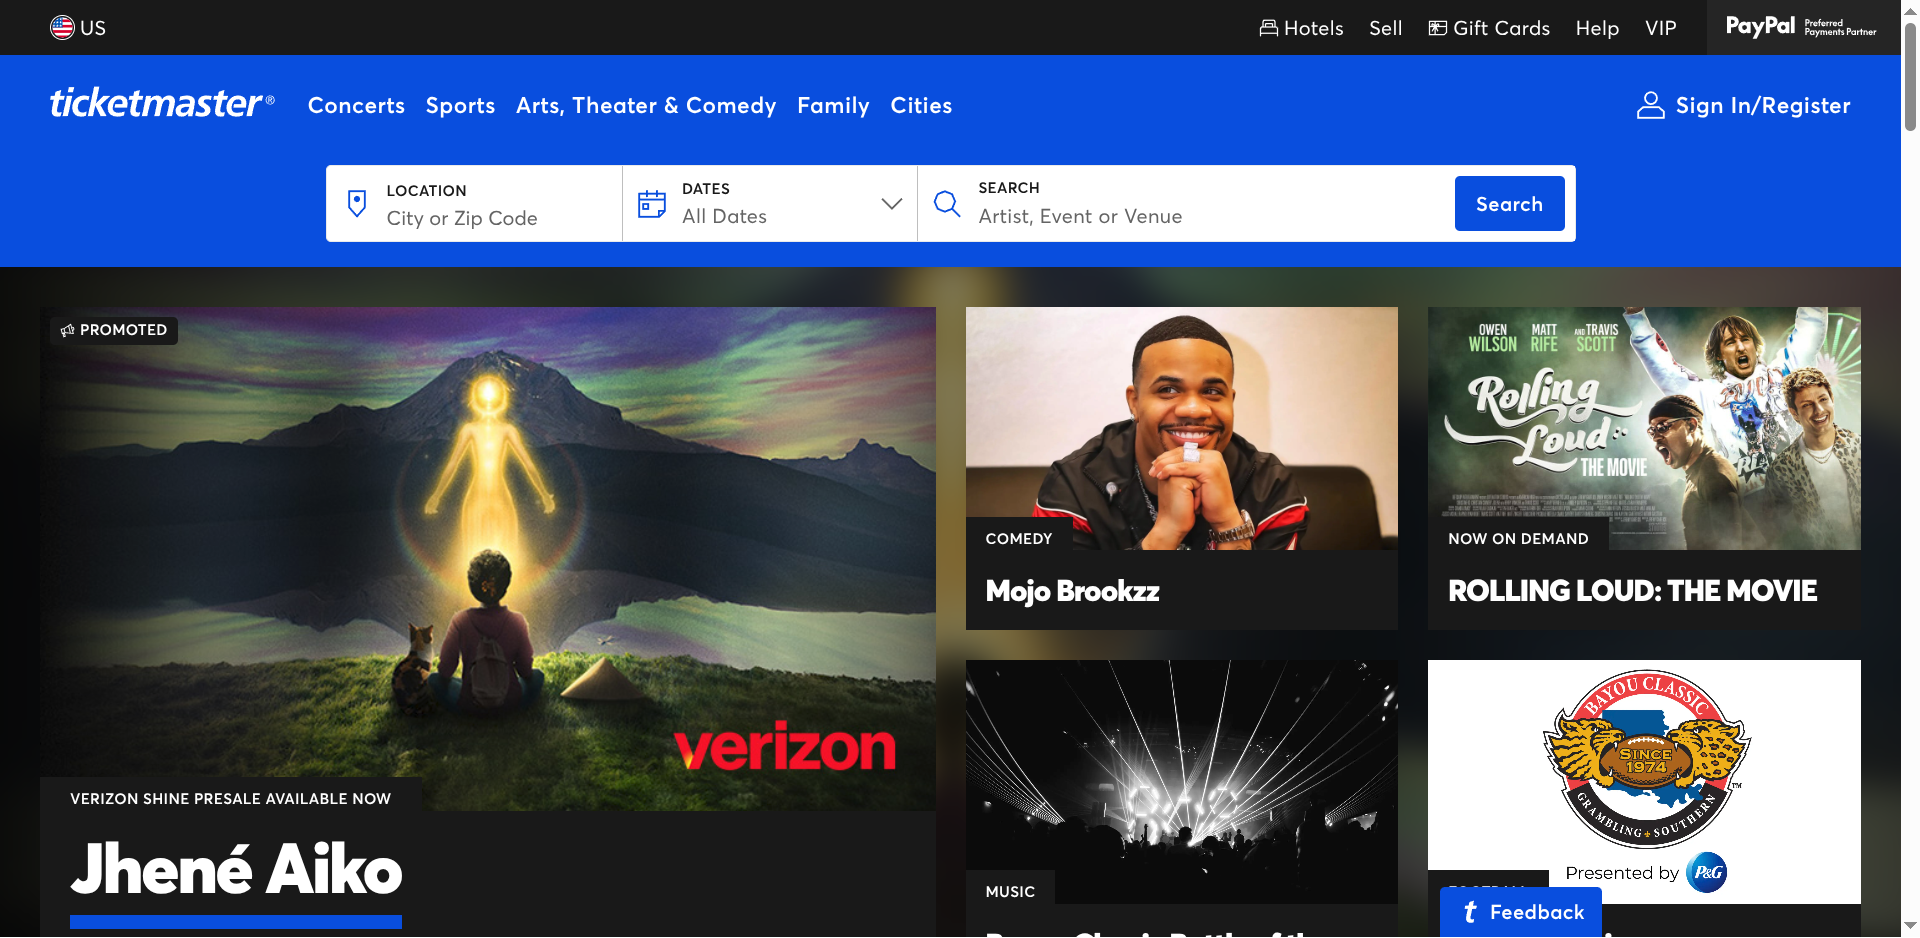 US
Hotels
Sell
Gift Cards
Help
VIP
PayPal
Preferred
Payments Partner
ticketmaster®
Concerts
Sports
Arts, Theater & Comedy
Family
Cities
Sign In/Register
LOCATION
City or Zip Code
DATES
All Dates
SEARCH
Artist, Event or Venue
Search
PROMOTED
verizon
VERIZON SHINE PRESALE AVAILABLE NOW
Jhené Aiko
COMEDY
Mojo Brookzz
OWEN WILSON
MATT RIFE
AND TRAVIS SCOTT
Rolling
Loud
THE MOVIE
NOW ON DEMAND
ROLLING LOUD: THE MOVIE
MUSIC
BAYOU CLASSIC
SINCE
1974
GRAMBLING SOUTHERN
TM
Presented by P&G
Feedback